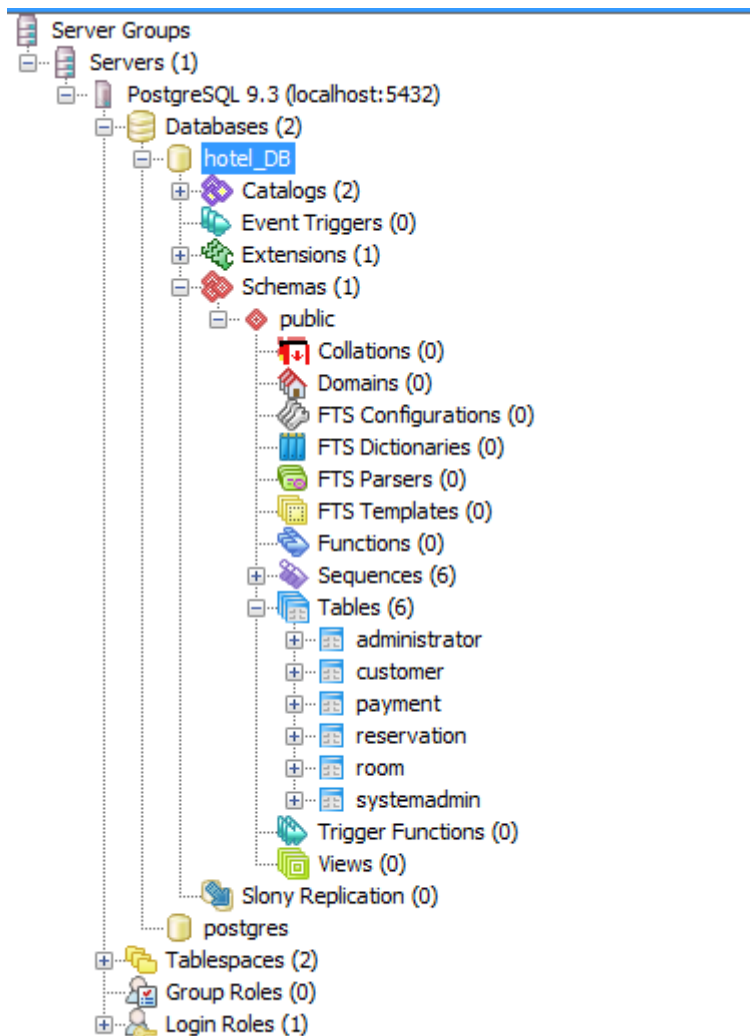 Server Groups
Servers (1)
PostgreSQL 9.3 (localhost:5432)
Databases (2)
hotel_DB
Catalogs (2)
Event Triggers (0)
Extensions (1)
Schemas (1)
public
Collations (0)
Domains (0)
FTS Configurations (0)
FTS Dictionaries (0)
FTS Parsers (0)
FTS Templates (0)
Functions (0)
Sequences (6)
Tables (6)
administrator
customer
payment
reservation
room
systemadmin
Trigger Functions (0)
Views (0)
Slony Replication (0)
postgres
Tablespaces (2)
Group Roles (0)
Login Roles (1)